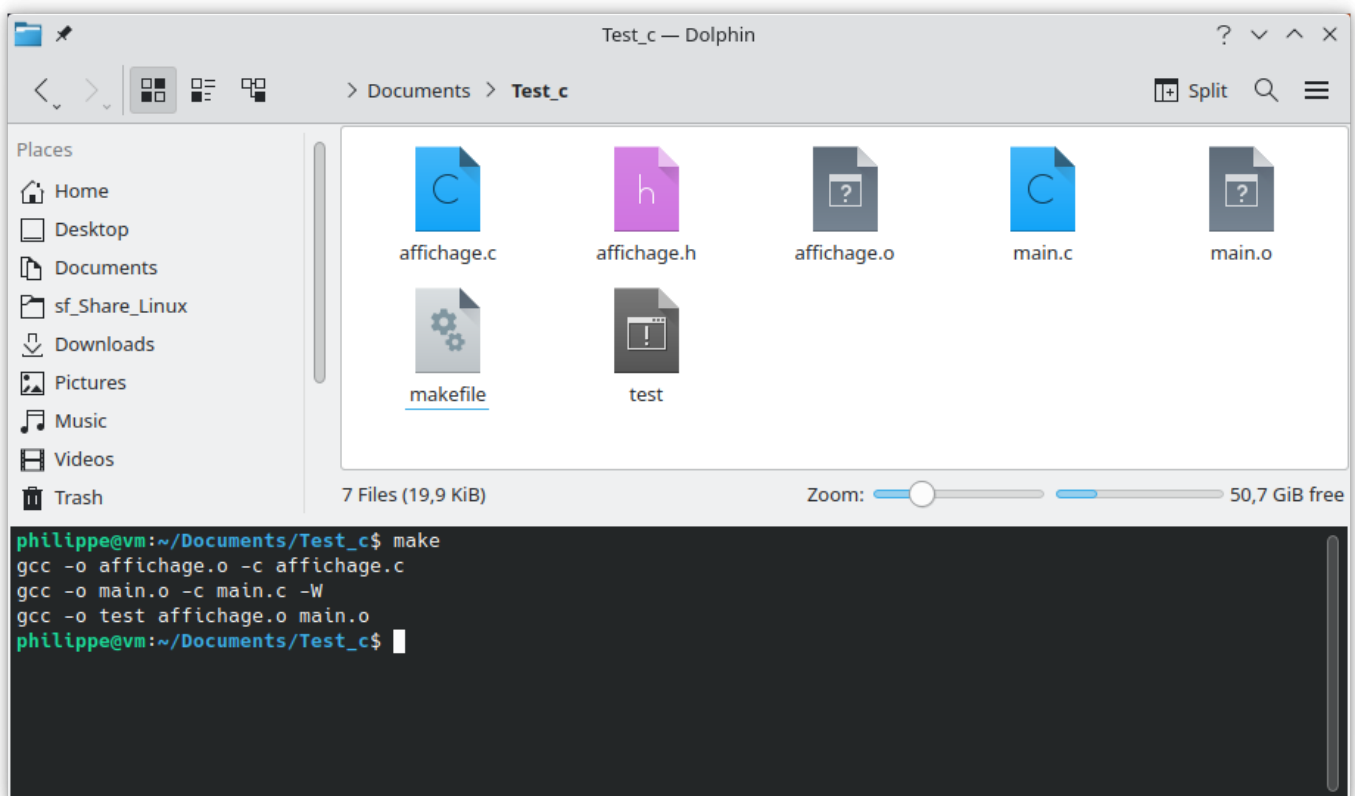 Test_c — Dolphin
> Documents > Test_c
Split
Places
Home
Desktop
Documents
sf_Share_Linux
Downloads
Pictures
Music
Videos
Trash
C
h
?
C
?
affichage.c
affichage.h
affichage.o
main.c
main.o
!
makefile
test
7 Files (19,9 KiB)
Zoom:
50,7 GiB free
philippe@vm:~/Documents/Test_c$ make
gcc -o affichage.o -c affichage.c
gcc -o main.o -c main.c -W
gcc -o test affichage.o main.o
philippe@vm:~/Documents/Test_c$